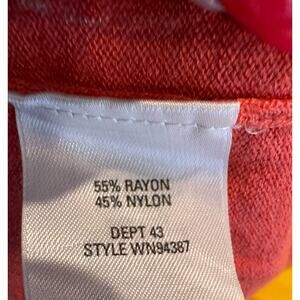 55% RAYON
45% NYLON
DEPT 43
STYLE WN94387